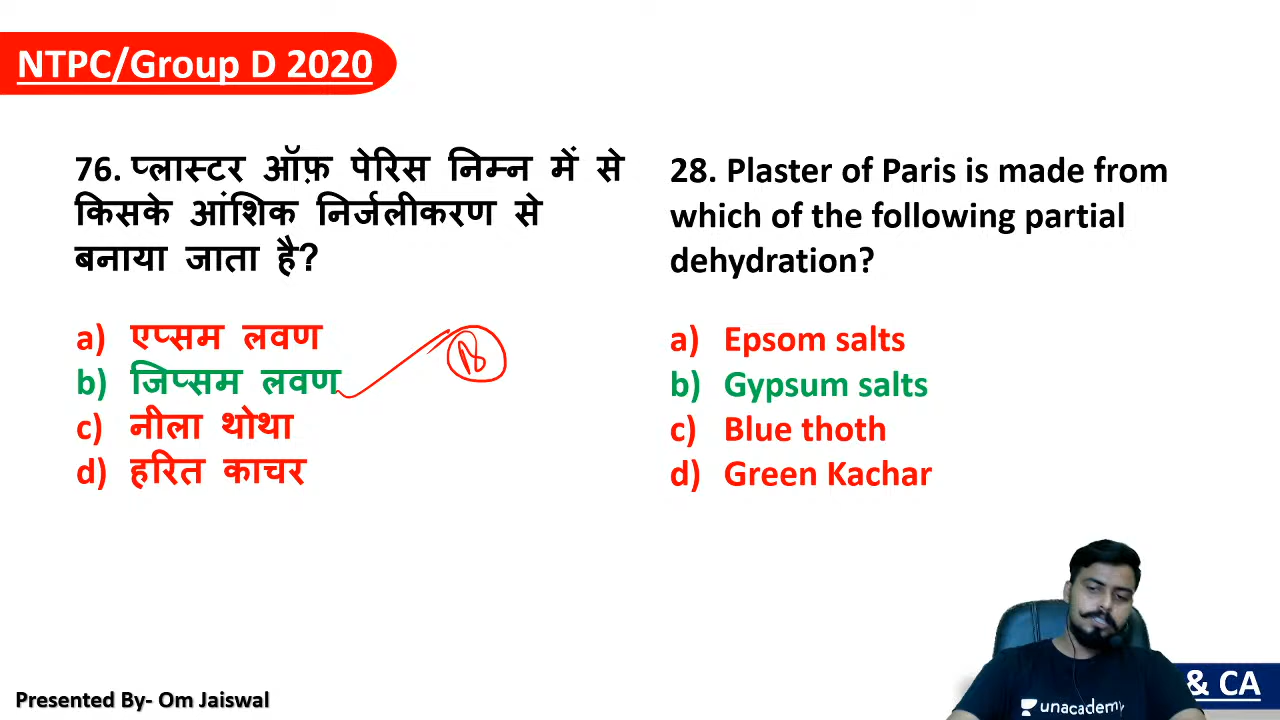 NTPC/Group D 2020
76. प्लास्टर ऑफ़ पेरिस निम्न में से
किसके आंशिक निर्जलीकरण से
बनाया जाता है?
a) एप्सम लवण
b) जिप्सम लवण
c) नीला थोथा
d) हरित काचर
B
28. Plaster of Paris is made from
which of the following partial
dehydration?
a) Epsom salts
b) Gypsum salts
c) Blue thoth
d) Green Kachar
unacademy
& CA
Presented By- Om Jaiswal